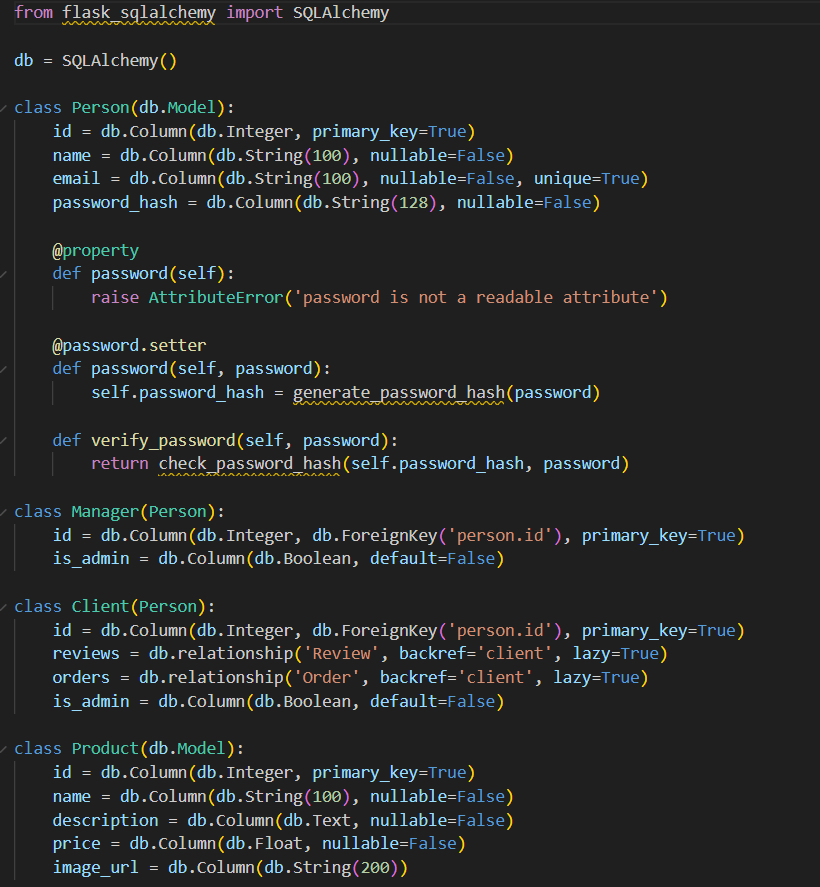 from flask_sqlalchemy import SQLAlchemy
db = SQLAlchemy()
class Person(db.Model):
    id = db.Column(db.Integer, primary_key=True)
    name = db.Column(db.String(100), nullable=False)
    email = db.Column(db.String(100), nullable=False, unique=True)
    password_hash = db.Column(db.String(128), nullable=False)
    @property
    def password(self):
        raise AttributeError('password is not a readable attribute')
    @password.setter
    def password(self, password):
        self.password_hash = generate_password_hash(password)
    def verify_password(self, password):
        return check_password_hash(self.password_hash, password)
class Manager(Person):
    id = db.Column(db.Integer, db.ForeignKey('person.id'), primary_key=True)
    is_admin = db.Column(db.Boolean, default=False)
class Client(Person):
    id = db.Column(db.Integer, db.ForeignKey('person.id'), primary_key=True)
    reviews = db.relationship('Review', backref='client', lazy=True)
    orders = db.relationship('Order', backref='client', lazy=True)
    is_admin = db.Column(db.Boolean, default=False)
class Product(db.Model):
    id = db.Column(db.Integer, primary_key=True)
    name = db.Column(db.String(100), nullable=False)
    description = db.Column(db.Text, nullable=False)
    price = db.Column(db.Float, nullable=False)
    image_url = db.Column(db.String(200))